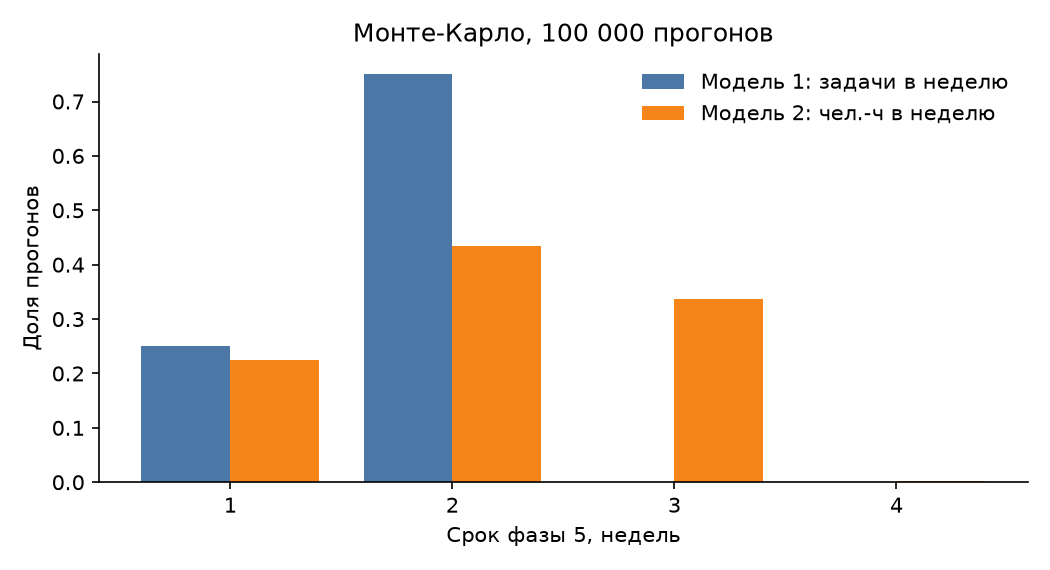 Монте-Карло, 100 000 прогонов
Модель 1: задачи в неделю
Модель 2: чел.-ч в неделю
Доля прогонов
0.7
0.6
0.5
0.4
0.3
0.2
0.1
0.0
1 2 3 4
Срок фазы 5, недель